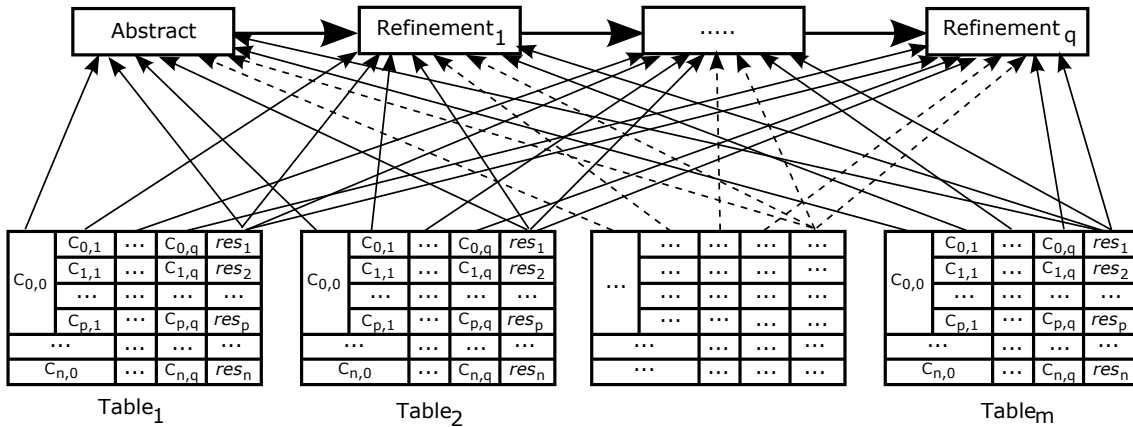 Abstract Refinement1 ..... Refinementq
C0,1 ... C0,q res1 C0,1 ... C0,q res1 ... ... ... ... C0,1 ... C0,q res1
C0,0 C1,1 ... C1,q res2 C0,0 C1,1 ... C1,q res2 ... ... ... ... ... C0,0 C1,1 ... C1,q res2
... ... ... ... ... ... ... ... ... ... ... ... ... ... ... ...
Cp,1 ... Cp,q resp Cp,1 ... Cp,q resp ... ... ... ... Cp,1 ... Cp,q resp
... ... ... ... ... ... ... ... ... ... ... ... ... ... ... ...
Cn,0 ... Cn,q resn Cn,0 ... Cn,q resn ... ... ... ... Cn,0 ... Cn,q resn
Table1 Table2 Tablem